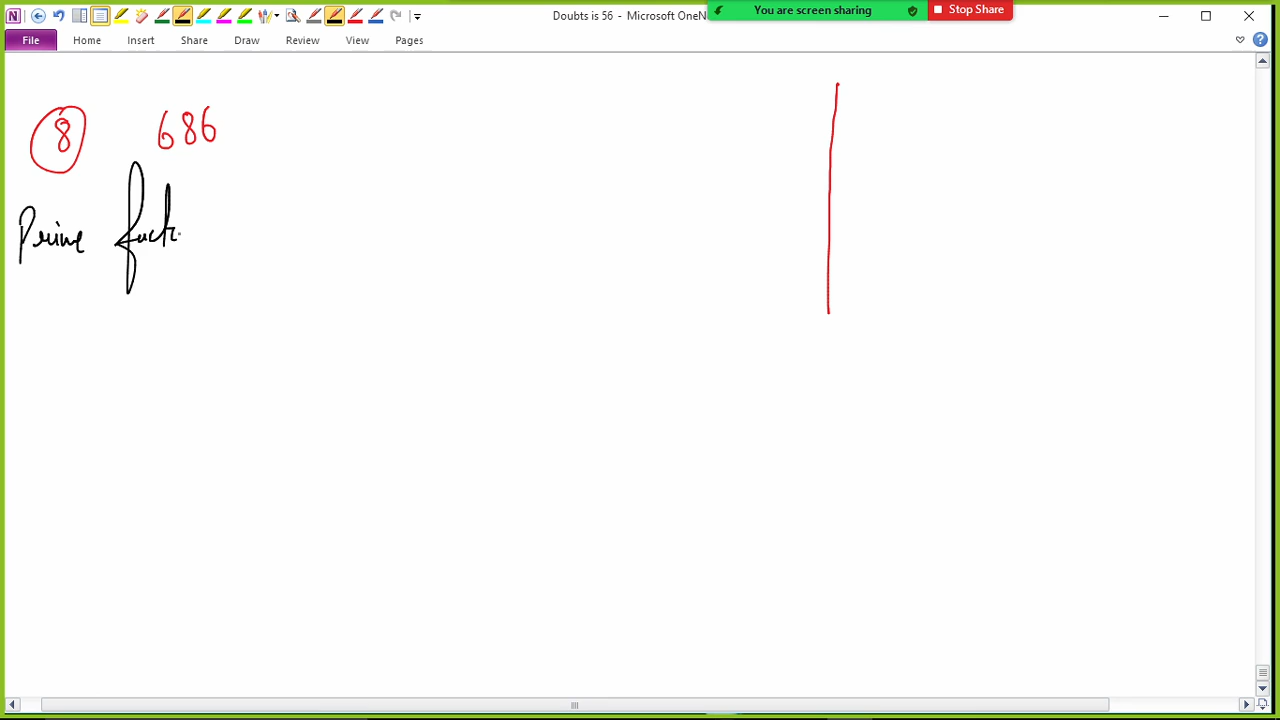 Doubts is 56 - Microsoft OneN
You are screen sharing
Stop Share
File Home Insert Share Draw Review View Pages
8 686
Prime fact